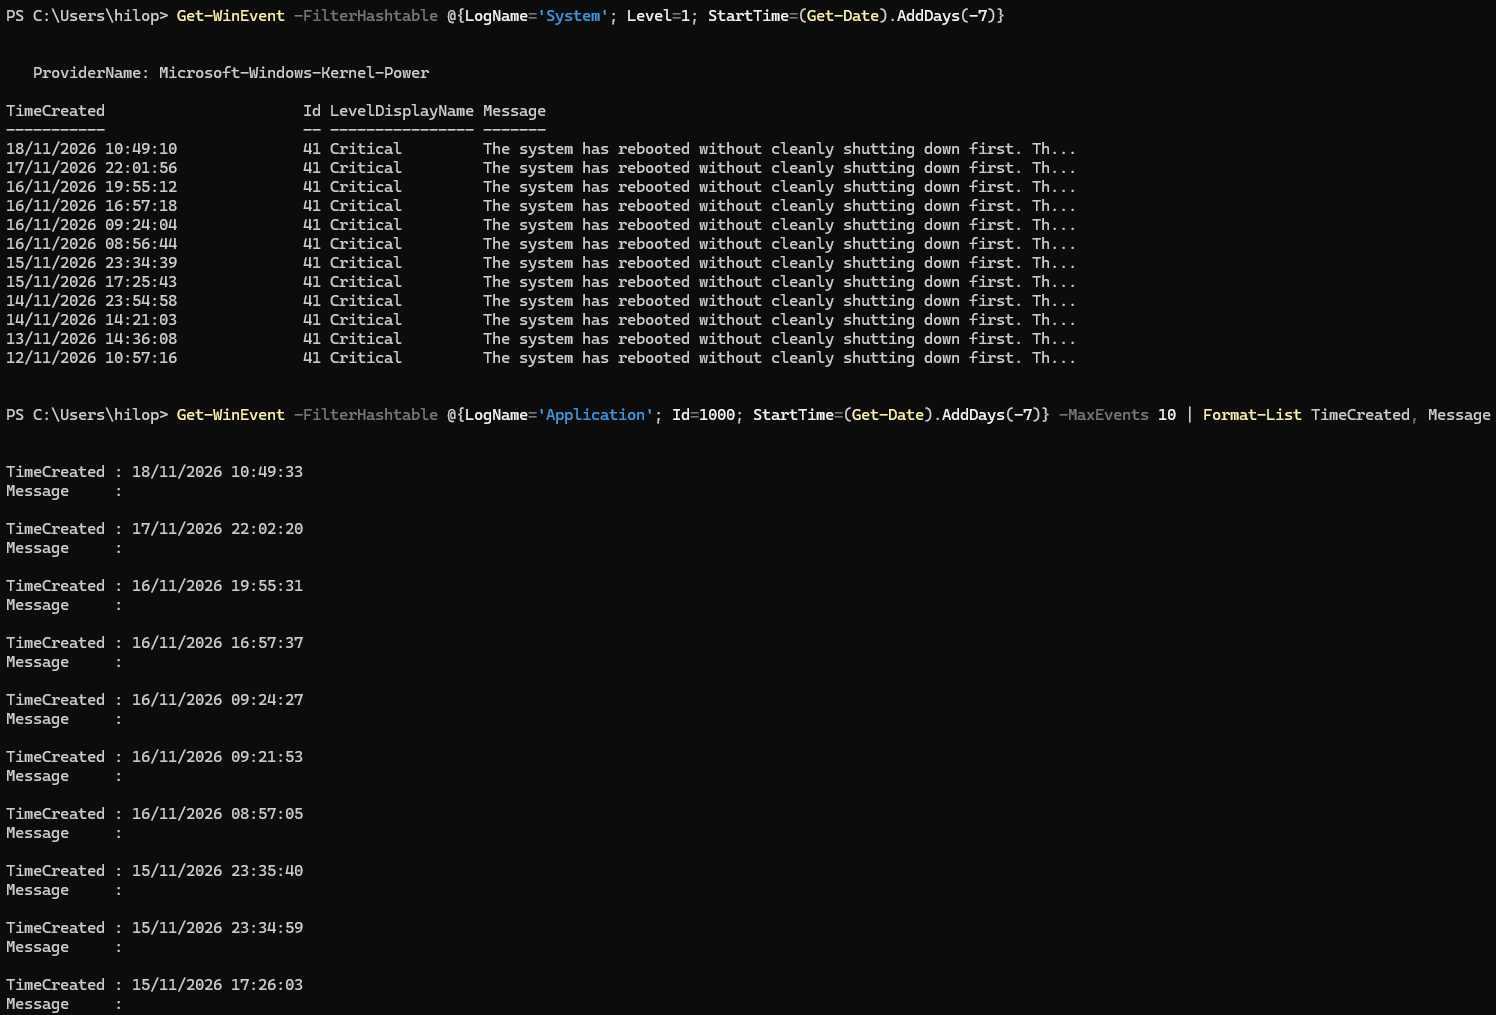 PS C:\Users\hilop> Get-WinEvent -FilterHashtable @{LogName='System'; Level=1; StartTime=(Get-Date).AddDays(-7)}
ProviderName: Microsoft-Windows-Kernel-Power
TimeCreated Id LevelDisplayName Message
----------- -- ---------------- -------
18/11/2026 10:49:10 41 Critical The system has rebooted without cleanly shutting down first. Th...
17/11/2026 22:01:56 41 Critical The system has rebooted without cleanly shutting down first. Th...
16/11/2026 19:55:12 41 Critical The system has rebooted without cleanly shutting down first. Th...
16/11/2026 16:57:18 41 Critical The system has rebooted without cleanly shutting down first. Th...
16/11/2026 09:24:04 41 Critical The system has rebooted without cleanly shutting down first. Th...
16/11/2026 08:56:44 41 Critical The system has rebooted without cleanly shutting down first. Th...
15/11/2026 23:34:39 41 Critical The system has rebooted without cleanly shutting down first. Th...
15/11/2026 17:25:43 41 Critical The system has rebooted without cleanly shutting down first. Th...
14/11/2026 23:54:58 41 Critical The system has rebooted without cleanly shutting down first. Th...
14/11/2026 14:21:03 41 Critical The system has rebooted without cleanly shutting down first. Th...
13/11/2026 14:36:08 41 Critical The system has rebooted without cleanly shutting down first. Th...
12/11/2026 10:57:16 41 Critical The system has rebooted without cleanly shutting down first. Th...
PS C:\Users\hilop> Get-WinEvent -FilterHashtable @{LogName='Application'; Id=1000; StartTime=(Get-Date).AddDays(-7)} -MaxEvents 10 | Format-List TimeCreated, Message
TimeCreated : 18/11/2026 10:49:33
Message :
TimeCreated : 17/11/2026 22:02:20
Message :
TimeCreated : 16/11/2026 19:55:31
Message :
TimeCreated : 16/11/2026 16:57:37
Message :
TimeCreated : 16/11/2026 09:24:27
Message :
TimeCreated : 16/11/2026 09:21:53
Message :
TimeCreated : 16/11/2026 08:57:05
Message :
TimeCreated : 15/11/2026 23:35:40
Message :
TimeCreated : 15/11/2026 23:34:59
Message :
TimeCreated : 15/11/2026 17:26:03
Message :